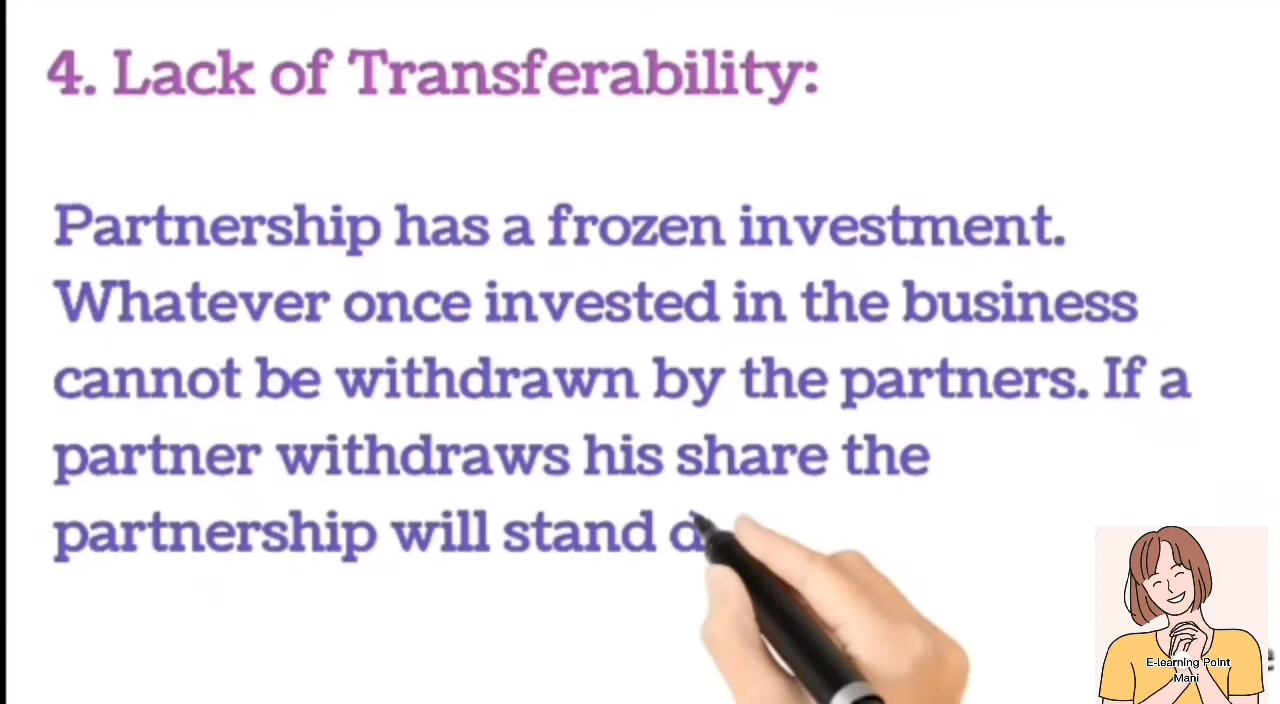 4. Lack of Transferability:
Partnership has a frozen investment.
Whatever once invested in the business
cannot be withdrawn by the partners. If a
partner withdraws his share the
partnership will stand d
E-learning Point
Mani